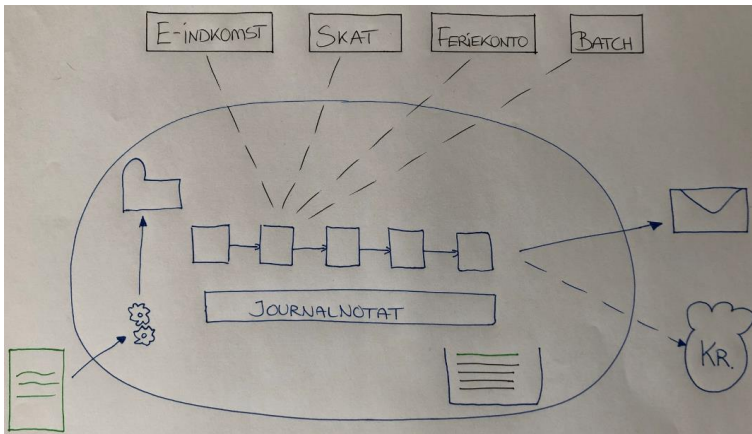 E-INDKOMST
SKAT
FERIEKONTO
BATCH
JOURNALNOTAT
KR.